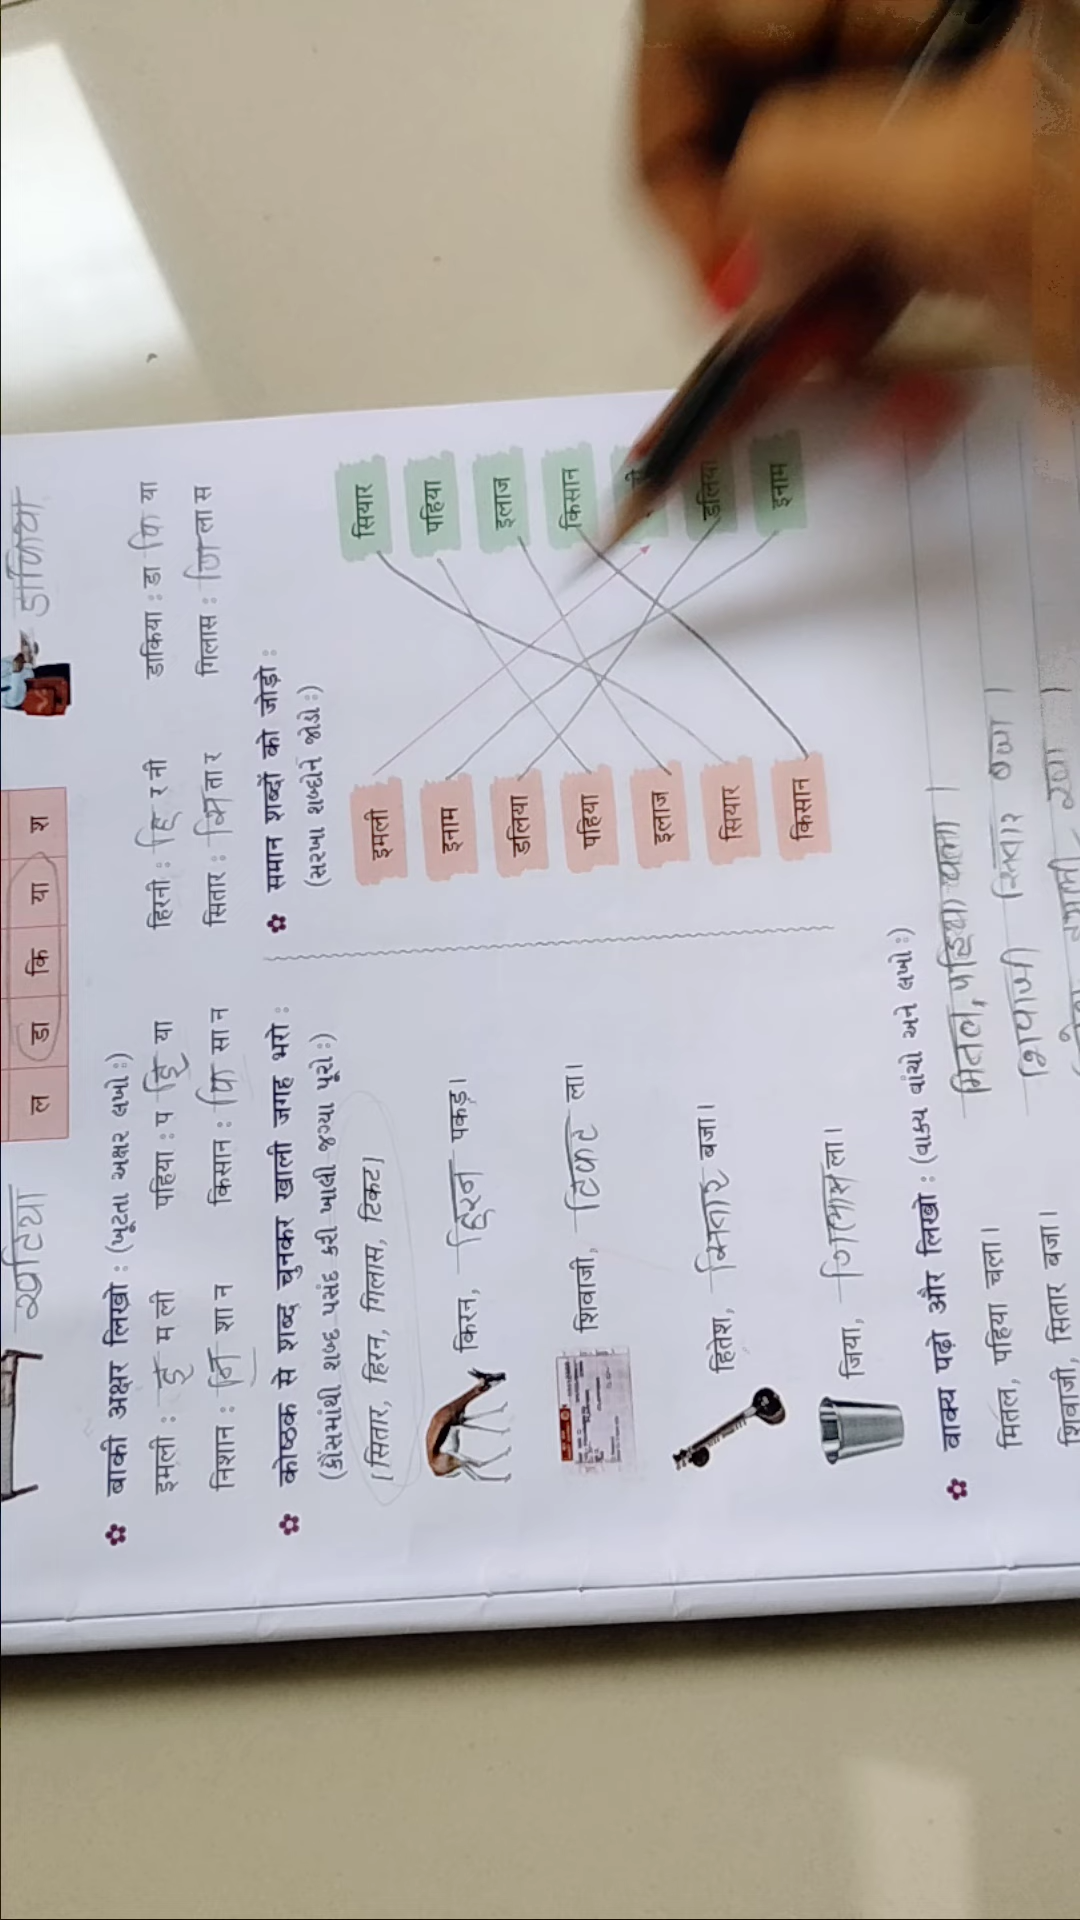 खटिया
डाकिया
ल डा कि या श
बाकी अक्षर लिखो : (ખૂટતા અક્ષર લખો :)
इमली : इ म ली पहिया : प हि या हिरनी : हि र नी डाकिया : डा कि या
निशान : नि शा न किसान : कि सा न सितार : सि ता र गिलास : गि ला स
कोष्ठक से शब्द चुनकर खाली जगह भरो :
(કૌંસમાંથી શબ્દ પસંદ કરી ખાલી જગ્યા પૂરો :)
[सितार, हिरन, गिलास, टिकट]
किरन, हिरन पकड़।
शिवाजी, टिकट ला।
हितेश, सितार बजा।
जिया, गिलास ला।
समान शब्दों को जोड़ो :
(સરખા શબ્દોને જોડો :)
इमली सियार
इनाम पहिया
डलिया इलाज
पहिया किसान
इलाज
सियार डलिया
किसान इनाम
वाक्य पढ़ो और लिखो : (વાક્ય વાંચો અને લખો :)
मितल, पहिया चला। मितल, पहिया चला।
शिवाजी, सितार बजा। शिवाजी सितार बजा।